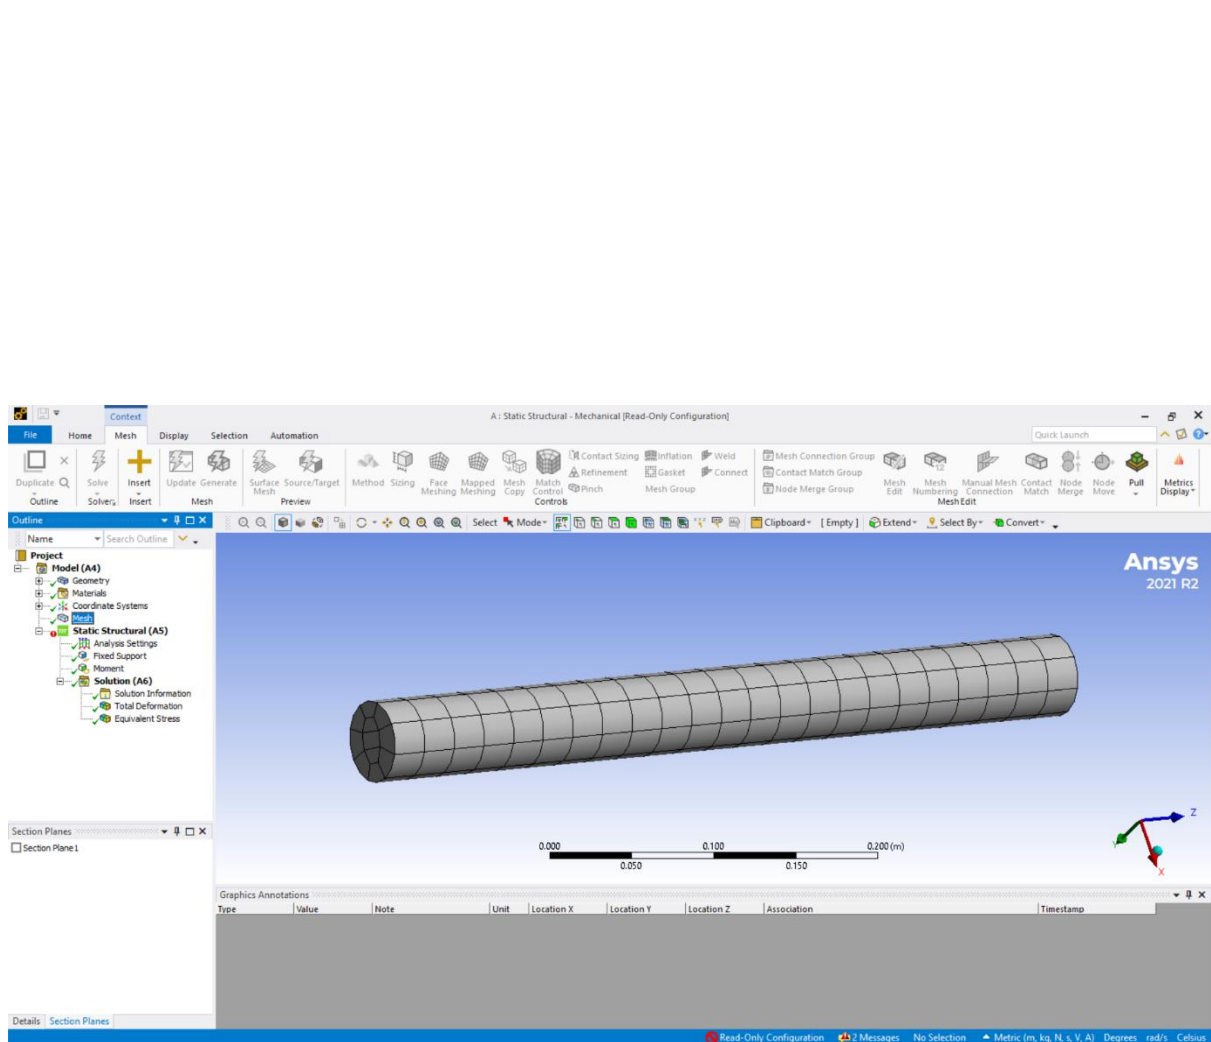 Context
A : Static Structural - Mechanical [Read-Only Configuration]
File Home Mesh Display Selection Automation
Quick Launch
Duplicate Q
Outline
Solve
Solver
Insert
Insert
Update Generate
Mesh
Surface Mesh
Source/Target
Preview
Method Sizing
Face Meshing
Mapped Meshing
Mesh Copy
Match Control
Contact Sizing Inflation Weld
Refinement Gasket Connect
Pinch Mesh Group
Controls
Mesh Connection Group
Contact Match Group
Node Merge Group
Mesh Edit
Mesh Numbering
Manual Mesh Connection
Contact Match
Node Merge
Node Move
Pull
Mesh Edit
Metrics Display
Outline
Select Mode Clipboard [ Empty ] Extend Select By Convert
Name Search Outline
Project
Model (A4)
Geometry
Materials
Coordinate Systems
Mesh
Static Structural (A5)
Analysis Settings
Fixed Support
Moment
Solution (A6)
Solution Information
Total Deformation
Equivalent Stress
Ansys
2021 R2
0.000 0.100 0.200 (m)
0.050 0.150
Z
Y
X
Section Planes
Section Plane 1
Graphics Annotations
Type Value Note Unit Location X Location Y Location Z Association Timestamp
Details Section Planes
Read-Only Configuration 2 Messages No Selection Metric (m, kg, N, s, V, A) Degrees rad/s Celsius